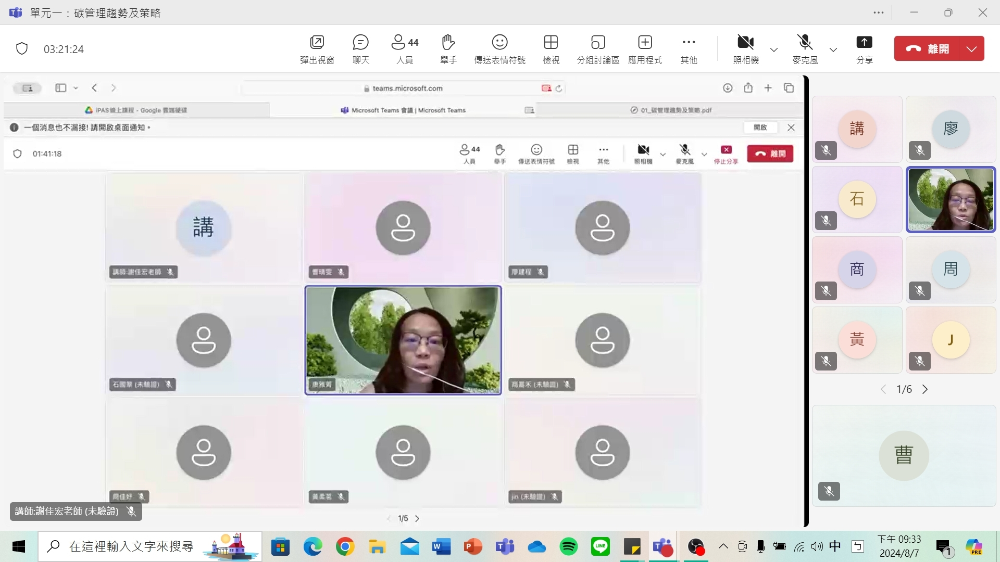 單元一：碳管理趨勢及策略
03:21:24
彈出視窗
聊天
44
人員
舉手
傳送表情符號
檢視
分組討論區
應用程式
其他
照相機
麥克風
分享
離開
teams.microsoft.com
iPAS線上課程 - Google 雲端硬碟
Microsoft Teams 會議 | Microsoft Teams
01_碳管理趨勢及策略.pdf
一個消息也不漏接! 請開啟桌面通知。
開啟
01:41:18
44
人員
舉手
傳送表情符號
檢視
其他
照相機
麥克風
停止分享
離開
講
講師:謝佳宏老師
曹晴雯
廖建程
石國翠 (未驗證)
康雅菁
商嘉禾 (未驗證)
周佳妤
黃柔茗
jin (未驗證)
1/5
講師:謝佳宏老師 (未驗證)
講
廖
石
商
周
黃
J
1/6
曹
在這裡輸入文字來搜尋
LINE
中
ㄅ
下午 09:33
2024/8/7
1
PRE